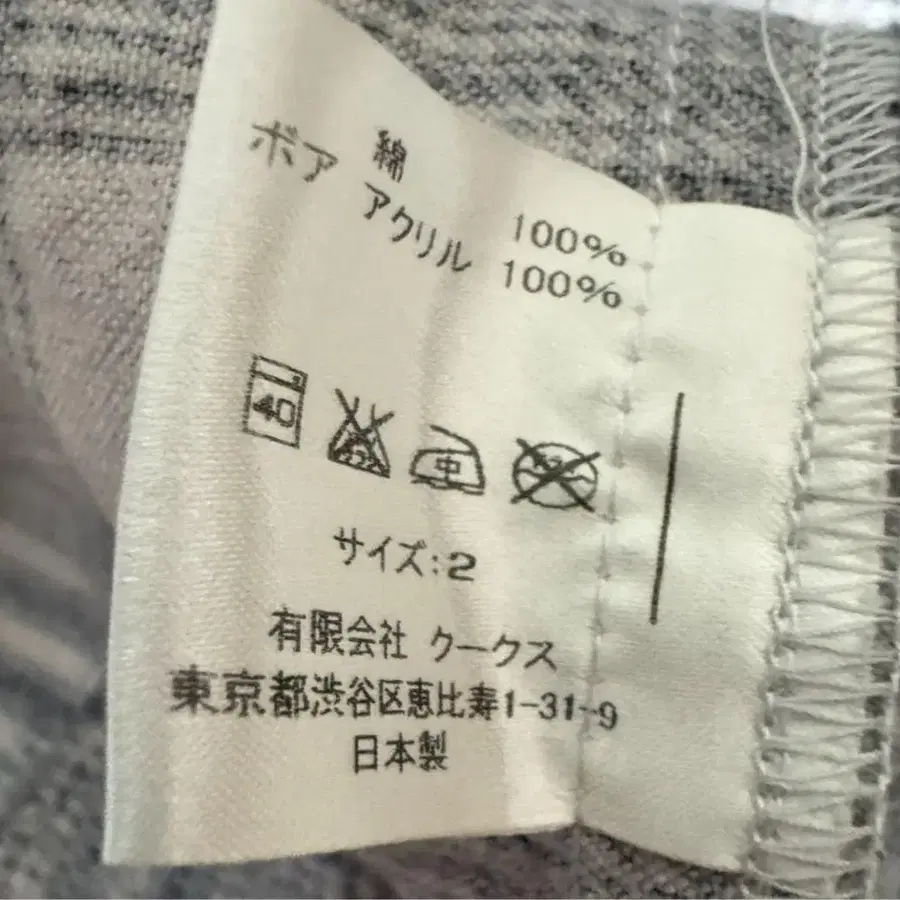 綿 100%
ボア アクリル 100%
40
中
サイズ:2
有限会社 クークス
東京都渋谷区恵比寿1-31-9
日本製